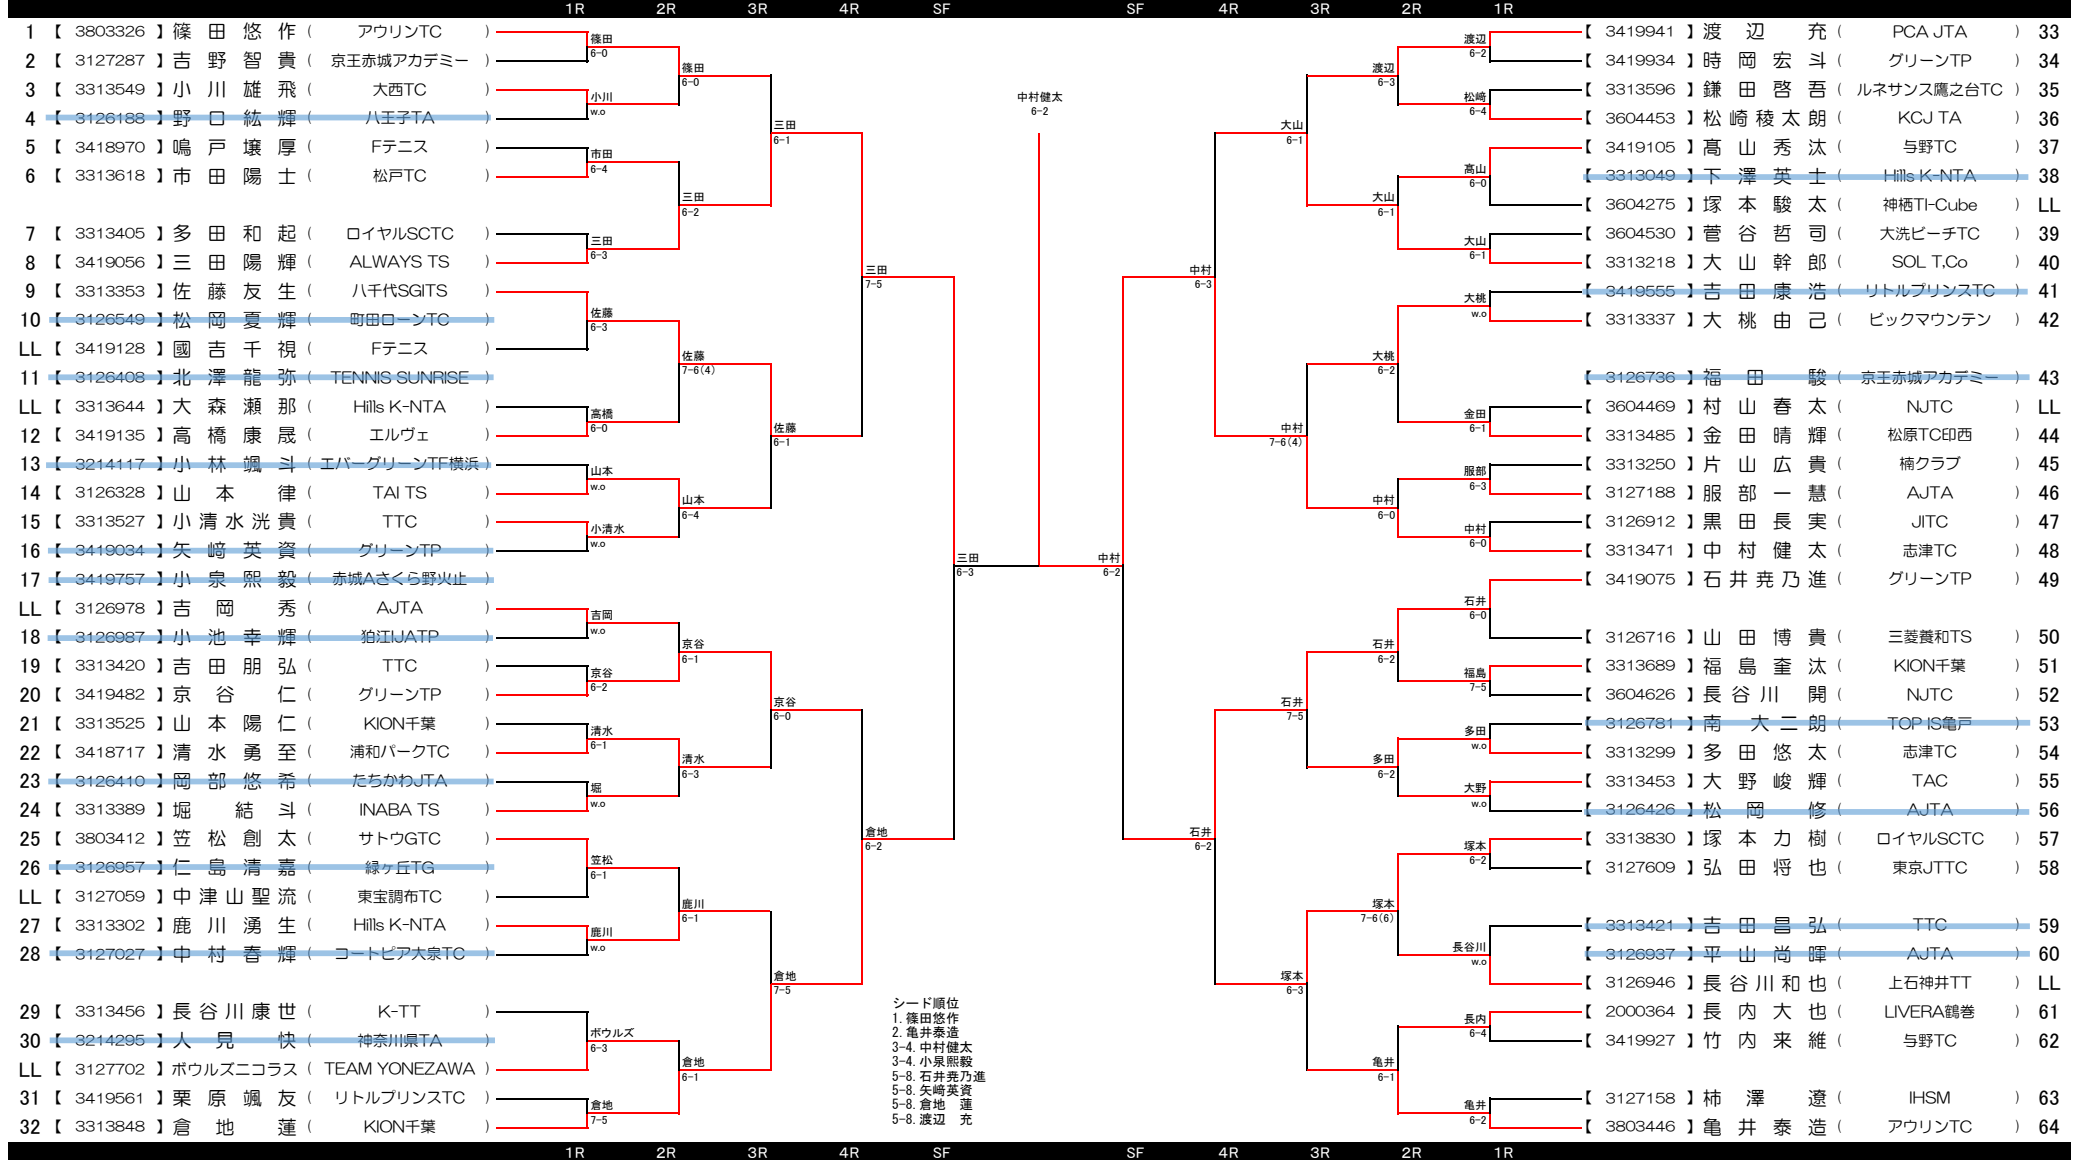 1R 2R 3R 4R SF SF 4R 3R 2R 1R
1 【 3803326 】 篠田悠作 ( アウリンTC )
2 【 3127287 】 吉野智貴 ( 京王赤城アカデミー )
3 【 3313549 】 小川雄飛 ( 大西TC )
4 【 3126188 】 野口紘輝 ( 八王子TA )
5 【 3418970 】 鳴戸壌厚 ( Fテニス )
6 【 3313618 】 市田陽士 ( 松戸TC )
7 【 3313405 】 多田和起 ( ロイヤルSCTC )
8 【 3419056 】 三田陽輝 ( ALWAYS TS )
9 【 3313353 】 佐藤友生 ( 八千代SGITS )
10 【 3126549 】 松岡夏輝 ( 町田ローンTC )
LL 【 3419128 】 國吉千視 ( Fテニス )
11 【 3126408 】 北澤龍弥 ( TENNIS SUNRISE )
LL 【 3313644 】 大森瀬那 ( Hills K-NTA )
12 【 3419135 】 高橋康晟 ( エルヴェ )
13 【 3214117 】 小林颯斗 ( エバーグリーンTF横浜 )
14 【 3126328 】 山本律 ( TAI TS )
15 【 3313527 】 小清水洸貴 ( TTC )
16 【 3419034 】 矢崎英資 ( グリーンTP )
17 【 3419757 】 小泉熙毅 ( 赤城Aさくら野火止 )
LL 【 3126978 】 吉岡秀 ( AJTA )
18 【 3126987 】 小池幸輝 ( 狛江IJATP )
19 【 3313420 】 吉田朋弘 ( TTC )
20 【 3419482 】 京谷仁 ( グリーンTP )
21 【 3313525 】 山本陽仁 ( KION千葉 )
22 【 3418717 】 清水勇至 ( 浦和パークTC )
23 【 3126410 】 岡部悠希 ( たちかわJTA )
24 【 3313389 】 堀結斗 ( INABA TS )
25 【 3803412 】 笠松創太 ( サトウGTC )
26 【 3126957 】 仁島清嘉 ( 緑ヶ丘TG )
LL 【 3127059 】 中津山聖流 ( 東宝調布TC )
27 【 3313302 】 鹿川湧生 ( Hills K-NTA )
28 【 3127027 】 中村春輝 ( コートピア大泉TC )
29 【 3313456 】 長谷川康世 ( K-TT )
30 【 3214295 】 人見快 ( 神奈川県TA )
LL 【 3127702 】 ボウルズニコラス ( TEAM YONEZAWA )
31 【 3419561 】 栗原颯友 ( リトルプリンスTC )
32 【 3313848 】 倉地蓮 ( KION千葉 )
篠田
6-0
小川
w.o
市田
6-4
三田
6-3
佐藤
6-3
高橋
6-0
山本
w.o
小清水
w.o
吉岡
w.o
京谷
6-2
清水
6-1
堀
w.o
笠松
6-1
鹿川
w.o
ボウルズ
6-3
倉地
7-5
篠田
6-0
三田
6-2
佐藤
7-6(4)
山本
6-4
京谷
6-1
清水
6-3
鹿川
6-1
倉地
6-1
三田
6-1
佐藤
6-1
京谷
6-0
倉地
7-5
三田
7-5
倉地
6-2
三田
6-3
中村健太
6-2
中村
6-2
中村
6-3
石井
6-2
大山
6-1
中村
7-6(4)
石井
7-5
塚本
6-3
渡辺
6-3
大山
6-1
大桃
6-2
中村
6-0
石井
6-2
多田
6-2
塚本
7-6(6)
亀井
6-1
渡辺
6-2
松崎
6-4
髙山
6-0
大山
6-1
大桃
w.o
金田
6-1
服部
6-3
中村
6-0
石井
6-0
福島
7-5
多田
w.o
大野
w.o
塚本
6-2
長谷川
w.o
長内
6-4
亀井
6-2
【 3419941 】 渡辺充 ( PCA JTA ) 33
【 3419934 】 時岡宏斗 ( グリーンTP ) 34
【 3313596 】 鎌田啓吾 ( ルネサンス鷹之台TC ) 35
【 3604453 】 松崎稜太朗 ( KCJ TA ) 36
【 3419105 】 髙山秀汰 ( 与野TC ) 37
【 3313049 】 下澤英士 ( Hills K-NTA ) 38
【 3604275 】 塚本駿太 ( 神栖TI-Cube ) LL
【 3604530 】 菅谷哲司 ( 大洗ビーチTC ) 39
【 3313218 】 大山幹郎 ( SOL T,Co ) 40
【 3419555 】 吉田康浩 ( リトルプリンスTC ) 41
【 3313337 】 大桃由己 ( ビックマウンテン ) 42
【 3126736 】 福田駿 ( 京王赤城アカデミー ) 43
【 3604469 】 村山春太 ( NJTC ) LL
【 3313485 】 金田晴輝 ( 松原TC印西 ) 44
【 3313250 】 片山広貴 ( 楠クラブ ) 45
【 3127188 】 服部一慧 ( AJTA ) 46
【 3126912 】 黒田長実 ( JITC ) 47
【 3313471 】 中村健太 ( 志津TC ) 48
【 3419075 】 石井尭乃進 ( グリーンTP ) 49
【 3126716 】 山田博貴 ( 三菱養和TS ) 50
【 3313689 】 福島奎汰 ( KION千葉 ) 51
【 3604626 】 長谷川開 ( NJTC ) 52
【 3126781 】 南大二朗 ( TOP IS亀戸 ) 53
【 3313299 】 多田悠太 ( 志津TC ) 54
【 3313453 】 大野峻輝 ( TAC ) 55
【 3126426 】 松岡修 ( AJTA ) 56
【 3313830 】 塚本力樹 ( ロイヤルSCTC ) 57
【 3127609 】 弘田将也 ( 東京JTTC ) 58
【 3313421 】 吉田昌弘 ( TTC ) 59
【 3126937 】 平山尚暉 ( AJTA ) 60
【 3126946 】 長谷川和也 ( 上石神井TT ) LL
【 2000364 】 長内大也 ( LIVERA鶴巻 ) 61
【 3419927 】 竹内来維 ( 与野TC ) 62
【 3127158 】 柿澤遼 ( IHSM ) 63
【 3803446 】 亀井泰造 ( アウリンTC ) 64
シード順位
1. 篠田悠作
2. 亀井泰造
3-4. 中村健太
3-4. 小泉熙毅
5-8. 石井尭乃進
5-8. 矢崎英資
5-8. 倉地 蓮
5-8. 渡辺 充
1R 2R 3R 4R SF SF 4R 3R 2R 1R